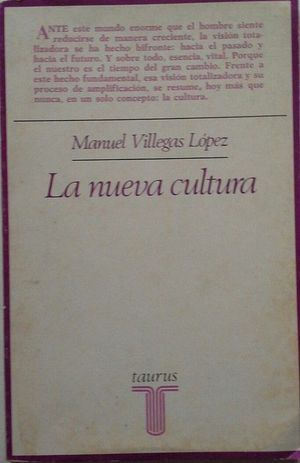 ANTE este mundo enorme que el hombre siente
reducirse de manera creciente, la visión tota-
lizadora se ha hecho bifronte: hacia el pasado y
hacia el futuro. Y sobre todo, esencia, vital. Porque
el nuestro es el tiempo del gran cambio. Frente a
este hecho fundamental, esa visión totalizadora y su
proceso de amplificación, se resume, hoy más que
nunca, en un solo concepto: la cultura.
Manuel Villegas López
La nueva cultura
taurus